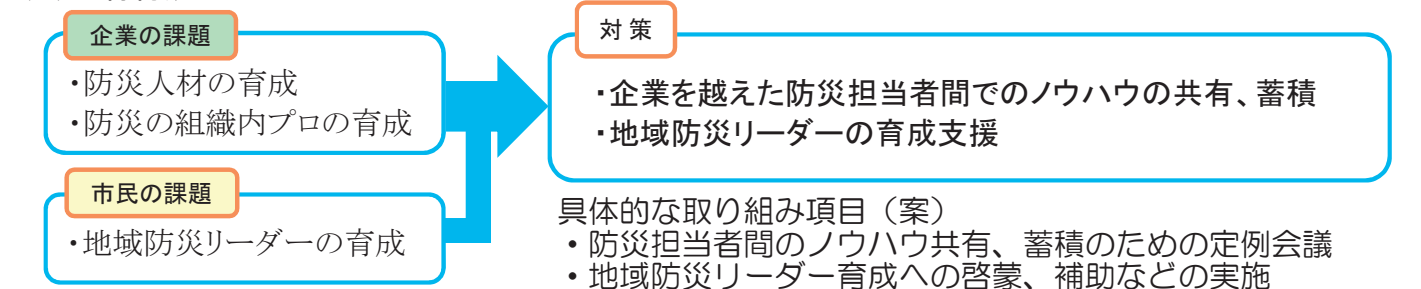 企業の課題
・防災人材の育成
・防災の組織内プロの育成
市民の課題
・地域防災リーダーの育成
対策
・企業を越えた防災担当者間でのノウハウの共有、蓄積
・地域防災リーダーの育成支援
具体的な取り組み項目（案）
・防災担当者間のノウハウ共有、蓄積のための定例会議
・地域防災リーダー育成への啓蒙、補助などの実施